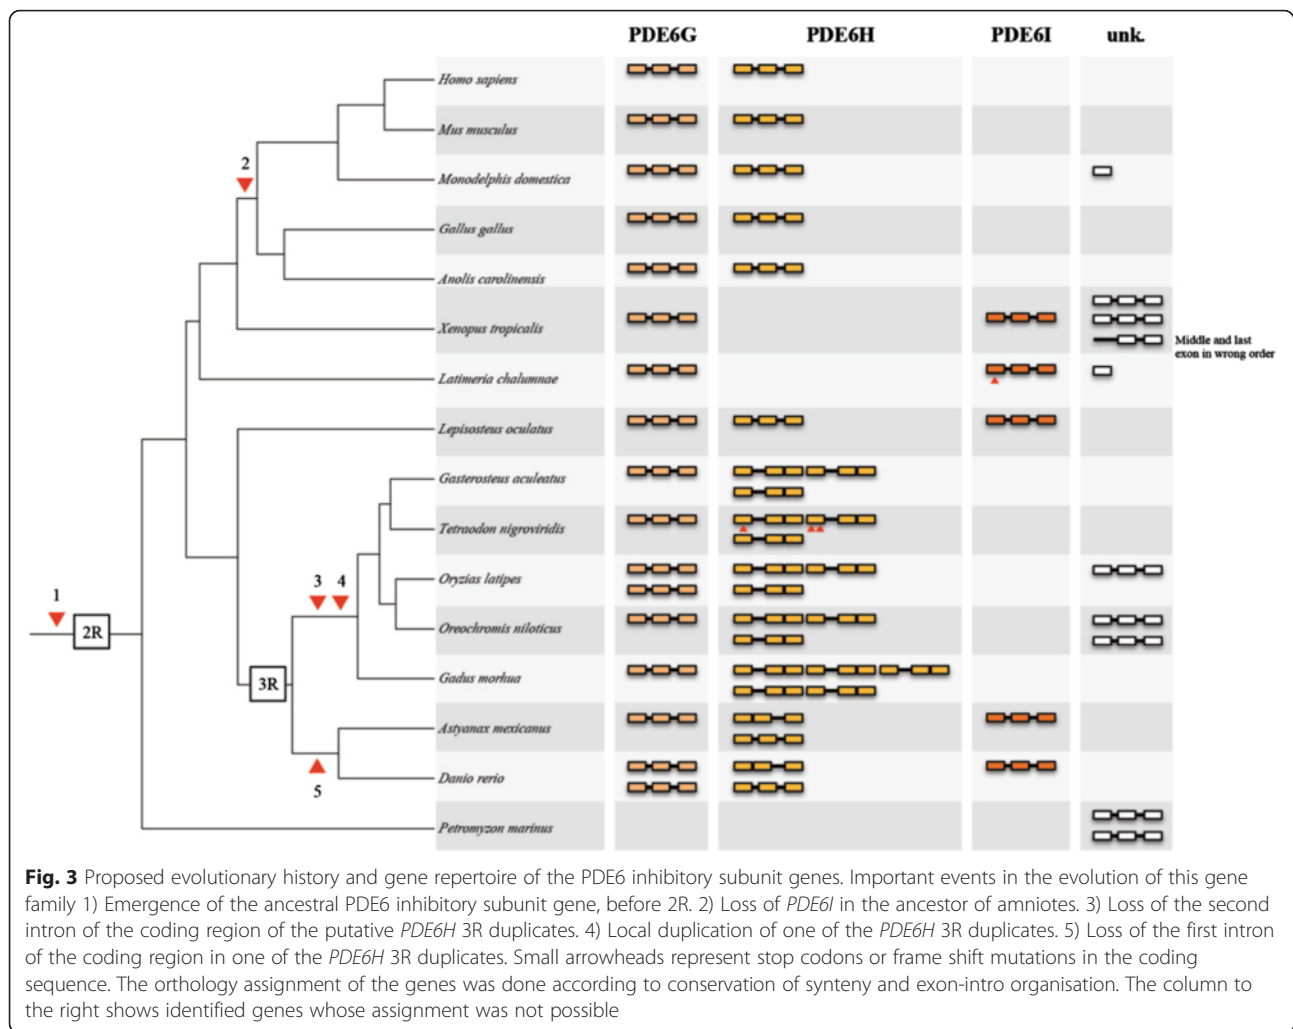 PDE6G PDE6H PDE6I unk.
Homo sapiens
Mus musculus
2
Monodelphis domestica
Gallus gallus
Anolis carolinensis
Xenopus tropicalis
Middle and last
exon in wrong order
Latimeria chalumnae
Lepisosteus oculatus
Gasterosteus aculeatus
Tetraodon nigroviridis
Oryzias latipes
1 3 4
2R
Oreochromis niloticus
3R
Gadus morhua
Astyanax mexicanus
Danio rerio
5
Petromyzon marinus
Fig. 3 Proposed evolutionary history and gene repertoire of the PDE6 inhibitory subunit genes. Important events in the evolution of this gene
family 1) Emergence of the ancestral PDE6 inhibitory subunit gene, before 2R. 2) Loss of PDE6I in the ancestor of amniotes. 3) Loss of the second
intron of the coding region of the putative PDE6H 3R duplicates. 4) Local duplication of one of the PDE6H 3R duplicates. 5) Loss of the first intron
of the coding region in one of the PDE6H 3R duplicates. Small arrowheads represent stop codons or frame shift mutations in the coding
sequence. The orthology assignment of the genes was done according to conservation of synteny and exon-intro organisation. The column to
the right shows identified genes whose assignment was not possible